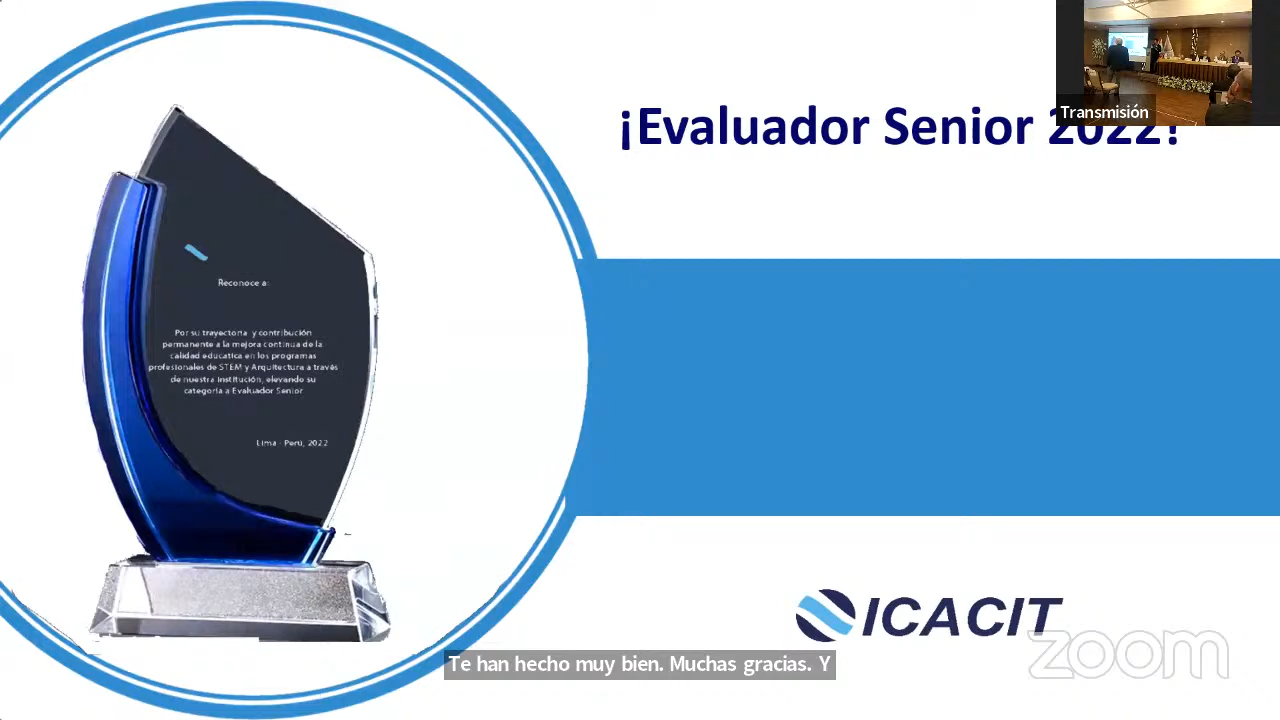 ¡Evaluador Senior 2022!
Transmisión
Reconoce a:
Por su trayectoria y contribución
permanente a la mejora continua de la
calidad educatica en los programas
profesionales de STEM y Arquitectura a través
de nuestra institución, elevando su
categoría a Evaluador Senior
Lima - Perú, 2022
ICACIT
zoom
Te han hecho muy bien. Muchas gracias. Y